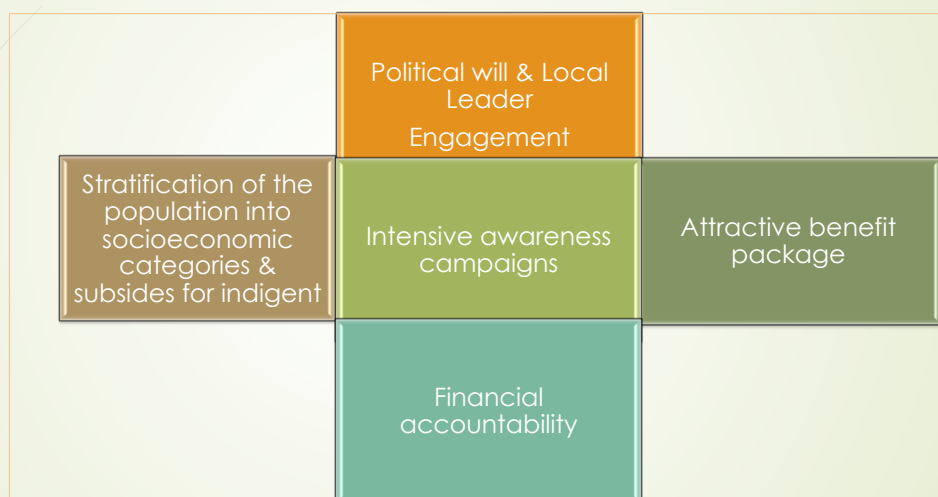 Political will & Local
Leader
Engagement
Stratification of the
population into
socioeconomic
categories &
subsides for indigent
Intensive awareness
campaigns
Attractive benefit
package
Financial
accountability